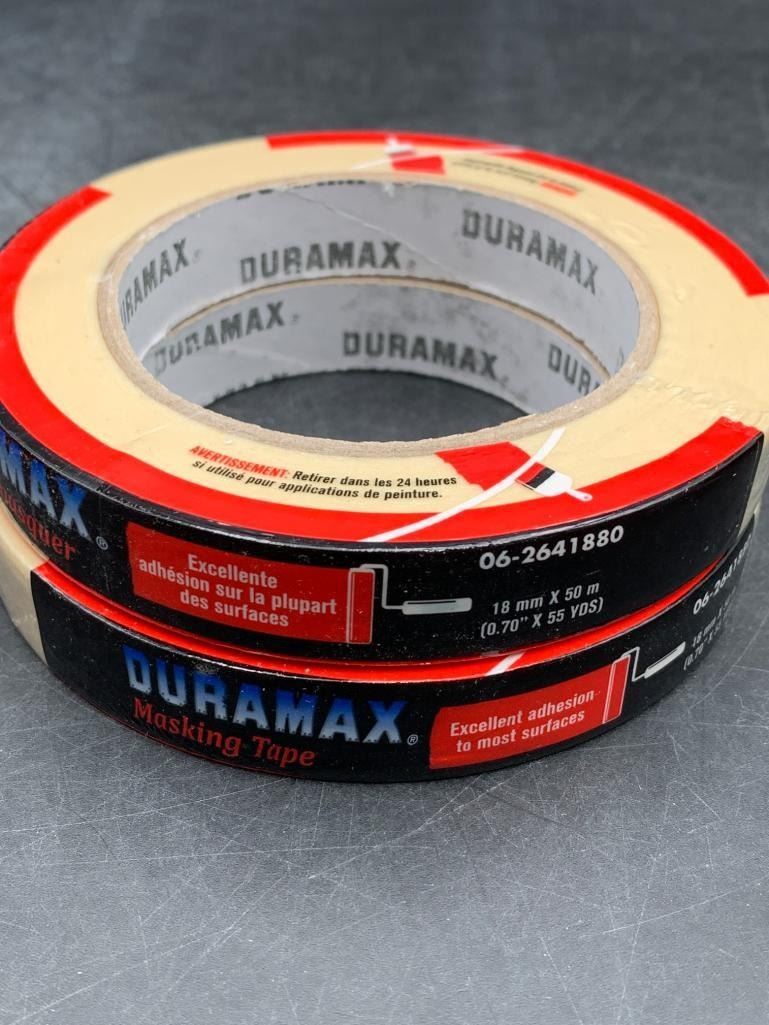 DURAMAX
DURAMAX
DURAMAX
DURAMAX
AVERTISSEMENT: Retirer dans les 24 heures
si utilisé pour applications de peinture.
MAX®
Excellente
adhésion sur la plupart
des surfaces
06-2641880
18 mm X 50 m
(0.70" X 55 YDS)
DURAMAX®
Masking Tape
Excellent adhesion
to most surfaces